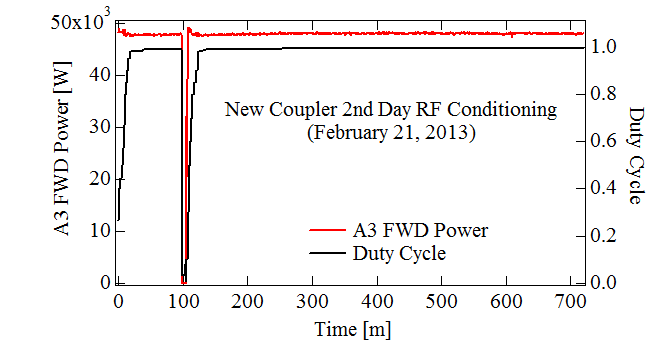 50x10³
40
30
20
10
0
A3 FWD Power [W]
New Coupler 2nd Day RF Conditioning
(February 21, 2013)
A3 FWD Power
Duty Cycle
1.0
0.8
0.6
0.4
0.2
0.0
Duty Cycle
0 100 200 300 400 500 600 700
Time [m]